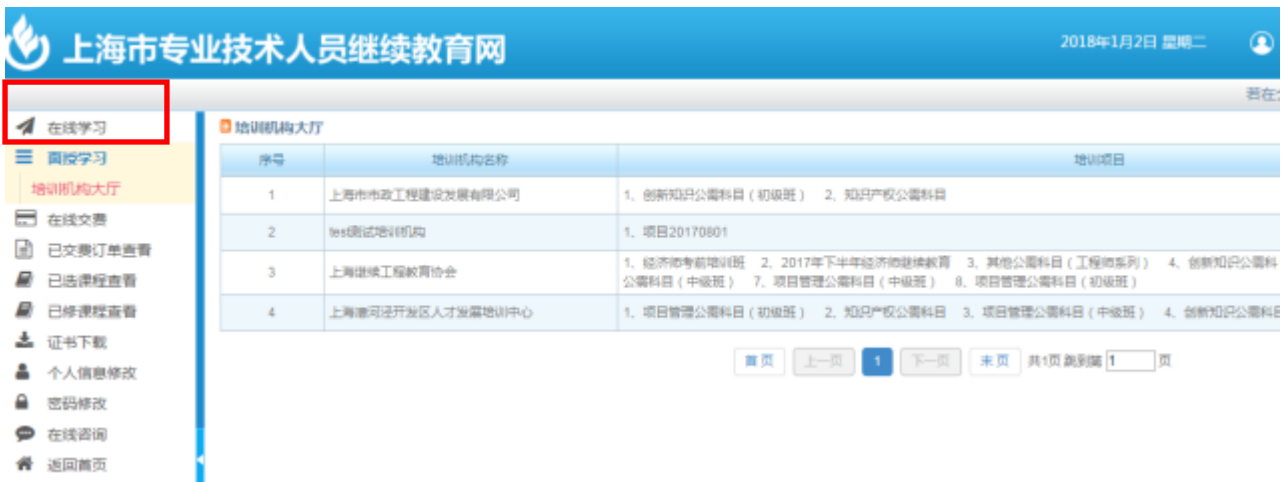 上海市专业技术人员继续教育网
2018年1月2日 星期二
若在
在线学习
面授学习
培训机构大厅
在线交费
已交费订单查看
已选课程查看
已修课程查看
证书下载
个人信息修改
密码修改
在线咨询
返回首页
培训机构大厅
序号 培训机构名称 培训项目
1 上海市市政工程建设发展有限公司 1、创新知识公需科目（初级班） 2、知识产权公需科目
2 test测试培训机构 1、项目20170801
3 上海继续工程教育协会 1、经济师考前培训班 2、2017年下半年经济师继续教育 3、其他公需科目（工程师系列） 4、创新知识公需科
公需科目（中级班） 7、项目管理公需科目（中级班） 8、项目管理公需科目（初级班）
4 上海漕河泾开发区人才发展培训中心 1、项目管理公需科目（初级班） 2、知识产权公需科目 3、项目管理公需科目（中级班） 4、创新知识公需科目
首页 上一页 1 下一页 末页 共1页 跳到第 1 页